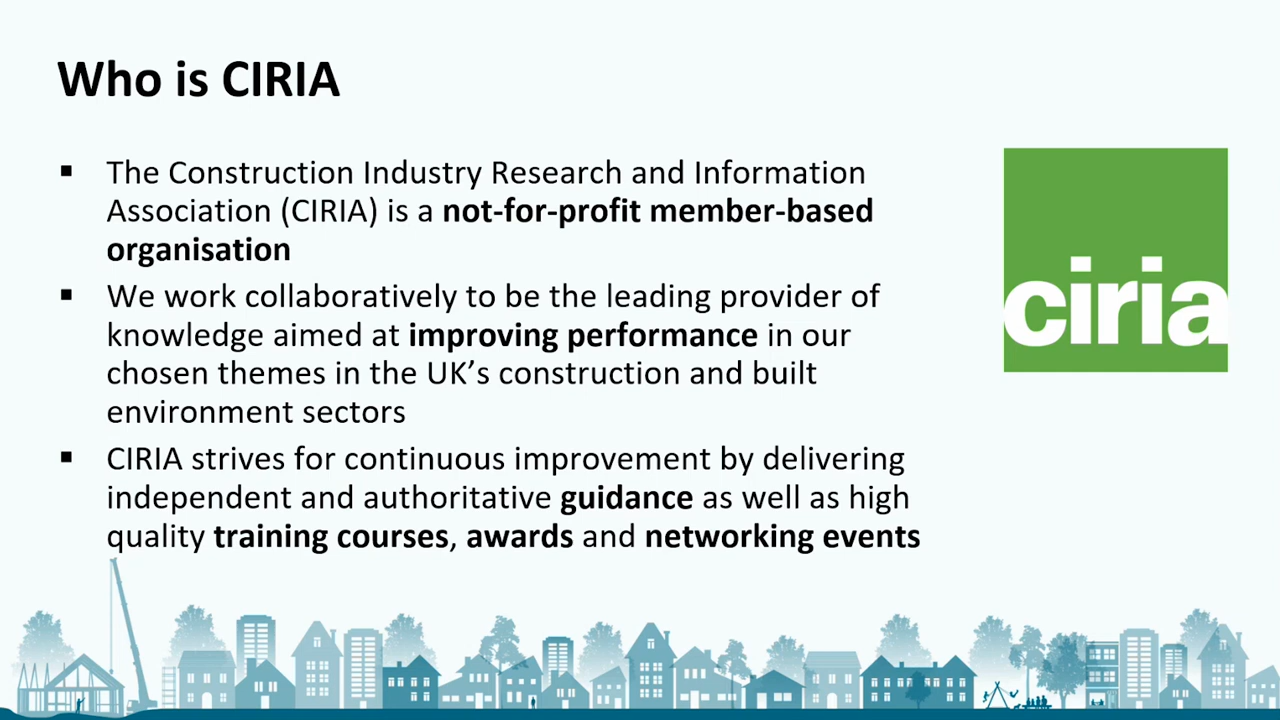 Who is CIRIA
▪ The Construction Industry Research and Information
Association (CIRIA) is a not-for-profit member-based
organisation
▪ We work collaboratively to be the leading provider of
knowledge aimed at improving performance in our
chosen themes in the UK’s construction and built
environment sectors
▪ CIRIA strives for continuous improvement by delivering
independent and authoritative guidance as well as high
quality training courses, awards and networking events
ciria